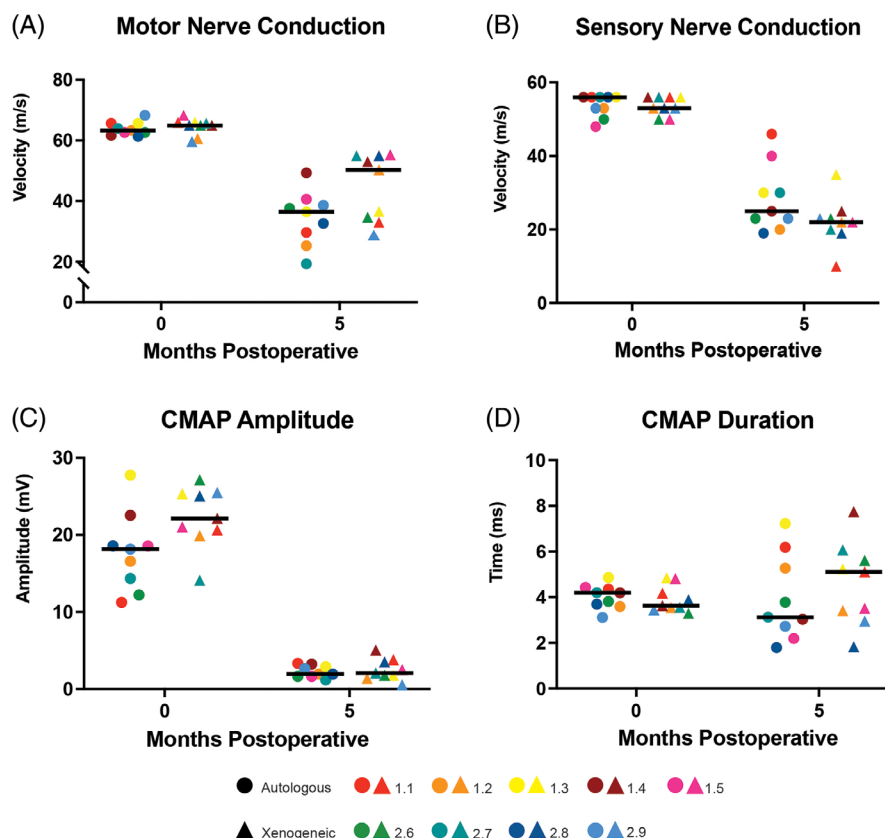 (A) Motor Nerve Conduction
Velocity (m/s)
80
60
40
20
0
0 5
Months Postoperative
(B) Sensory Nerve Conduction
Velocity (m/s)
60
40
20
0
0 5
Months Postoperative
(C) CMAP Amplitude
Amplitude (mV)
30
20
10
0
0 5
Months Postoperative
(D) CMAP Duration
Time (ms)
10
8
6
4
2
0
0 5
Months Postoperative
Autologous 1.1 1.2 1.3 1.4 1.5
Xenogeneic 2.6 2.7 2.8 2.9